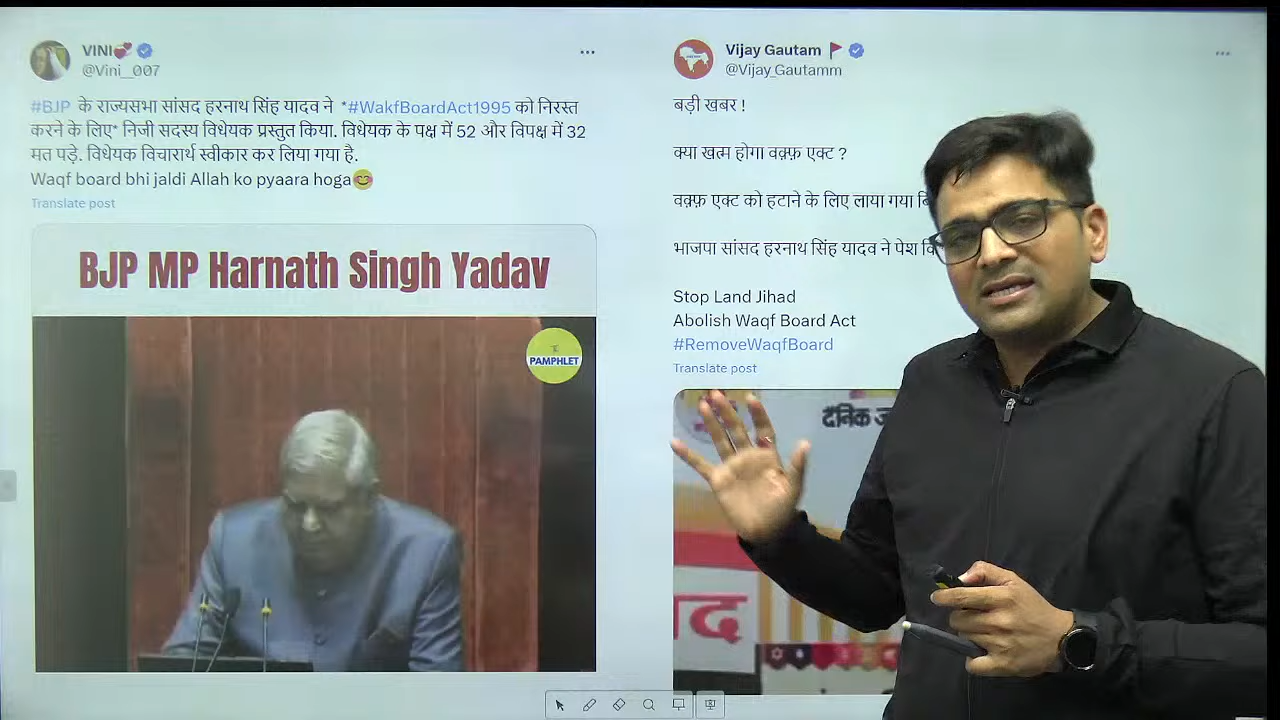 VINI💞
@Vini__007
#BJP के राज्यसभा सांसद हरनाथ सिंह यादव ने *#WakfBoardAct1995 को निरस्त
करने के लिए* निजी सदस्य विधेयक प्रस्तुत किया. विधेयक के पक्ष में 52 और विपक्ष में 32
मत पड़े. विधेयक विचारार्थ स्वीकार कर लिया गया है.
Waqf board bhi jaldi Allah ko pyaara hoga😊
Translate post
BJP MP Harnath Singh Yadav
PAMPHLET
Vijay Gautam 🚩
@Vijay_Gautamm
बड़ी खबर !
क्या खत्म होगा वक़्फ़ एक्ट ?
वक़्फ़ एक्ट को हटाने के लिए लाया गया
भाजपा सांसद हरनाथ सिंह यादव ने पेश
Stop Land Jihad
Abolish Waqf Board Act
#RemoveWaqfBoard
Translate post
दैनिक